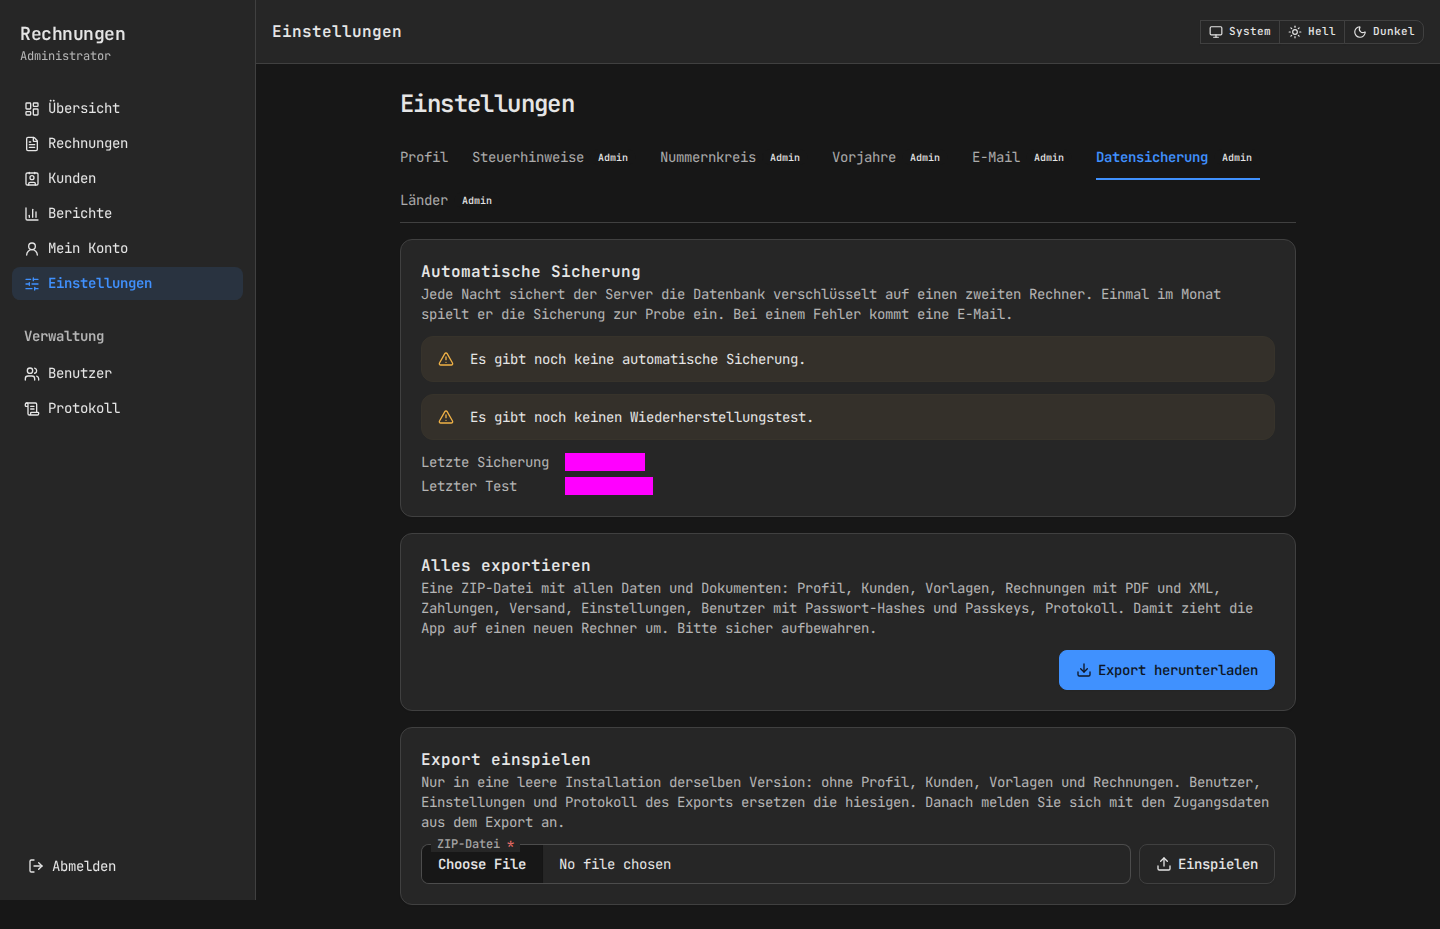 Rechnungen
Administrator
Übersicht
Rechnungen
Kunden
Berichte
Mein Konto
Einstellungen
Verwaltung
Benutzer
Protokoll
Abmelden
Einstellungen
System Hell Dunkel
Einstellungen
Profil Steuerhinweise Admin Nummernkreis Admin Vorjahre Admin E-Mail Admin Datensicherung Admin
Länder Admin
Automatische Sicherung
Jede Nacht sichert der Server die Datenbank verschlüsselt auf einen zweiten Rechner. Einmal im Monat
spielt er die Sicherung zur Probe ein. Bei einem Fehler kommt eine E-Mail.
Es gibt noch keine automatische Sicherung.
Es gibt noch keinen Wiederherstellungstest.
Letzte Sicherung
Letzter Test
Alles exportieren
Eine ZIP-Datei mit allen Daten und Dokumenten: Profil, Kunden, Vorlagen, Rechnungen mit PDF und XML,
Zahlungen, Versand, Einstellungen, Benutzer mit Passwort-Hashes und Passkeys, Protokoll. Damit zieht die
App auf einen neuen Rechner um. Bitte sicher aufbewahren.
Export herunterladen
Export einspielen
Nur in eine leere Installation derselben Version: ohne Profil, Kunden, Vorlagen und Rechnungen. Benutzer,
Einstellungen und Protokoll des Exports ersetzen die hiesigen. Danach melden Sie sich mit den Zugangsdaten
aus dem Export an.
ZIP-Datei *
Choose File No file chosen
Einspielen